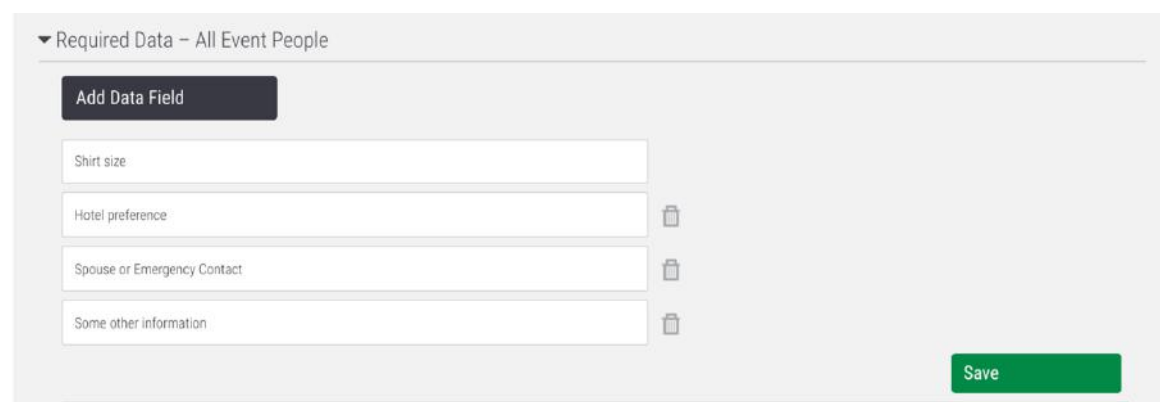 Required Data – All Event People
Add Data Field
Shirt size
Hotel preference
Spouse or Emergency Contact
Some other information
Save